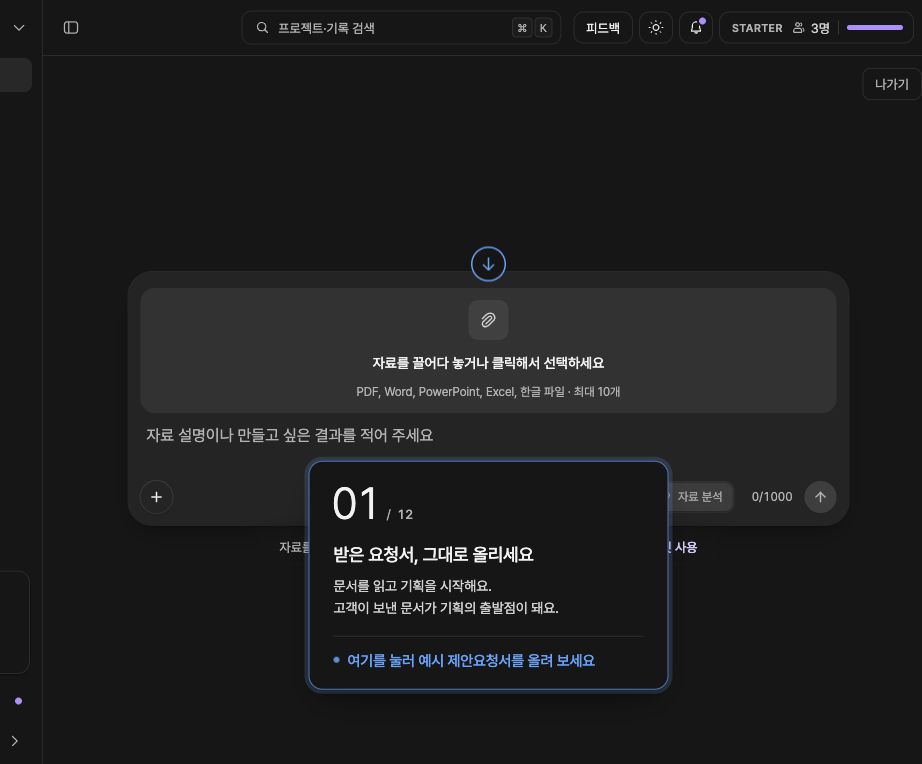 프로젝트·기록 검색
⌘ K
피드백
STARTER 3명
나가기
자료를 끌어다 놓거나 클릭해서 선택하세요
PDF, Word, PowerPoint, Excel, 한글 파일 · 최대 10개
자료 설명이나 만들고 싶은 결과를 적어 주세요
자료 분석
0/1000
자료를
사용
01 / 12
받은 요청서, 그대로 올리세요
문서를 읽고 기획을 시작해요.
고객이 보낸 문서가 기획의 출발점이 돼요.
여기를 눌러 예시 제안요청서를 올려 보세요